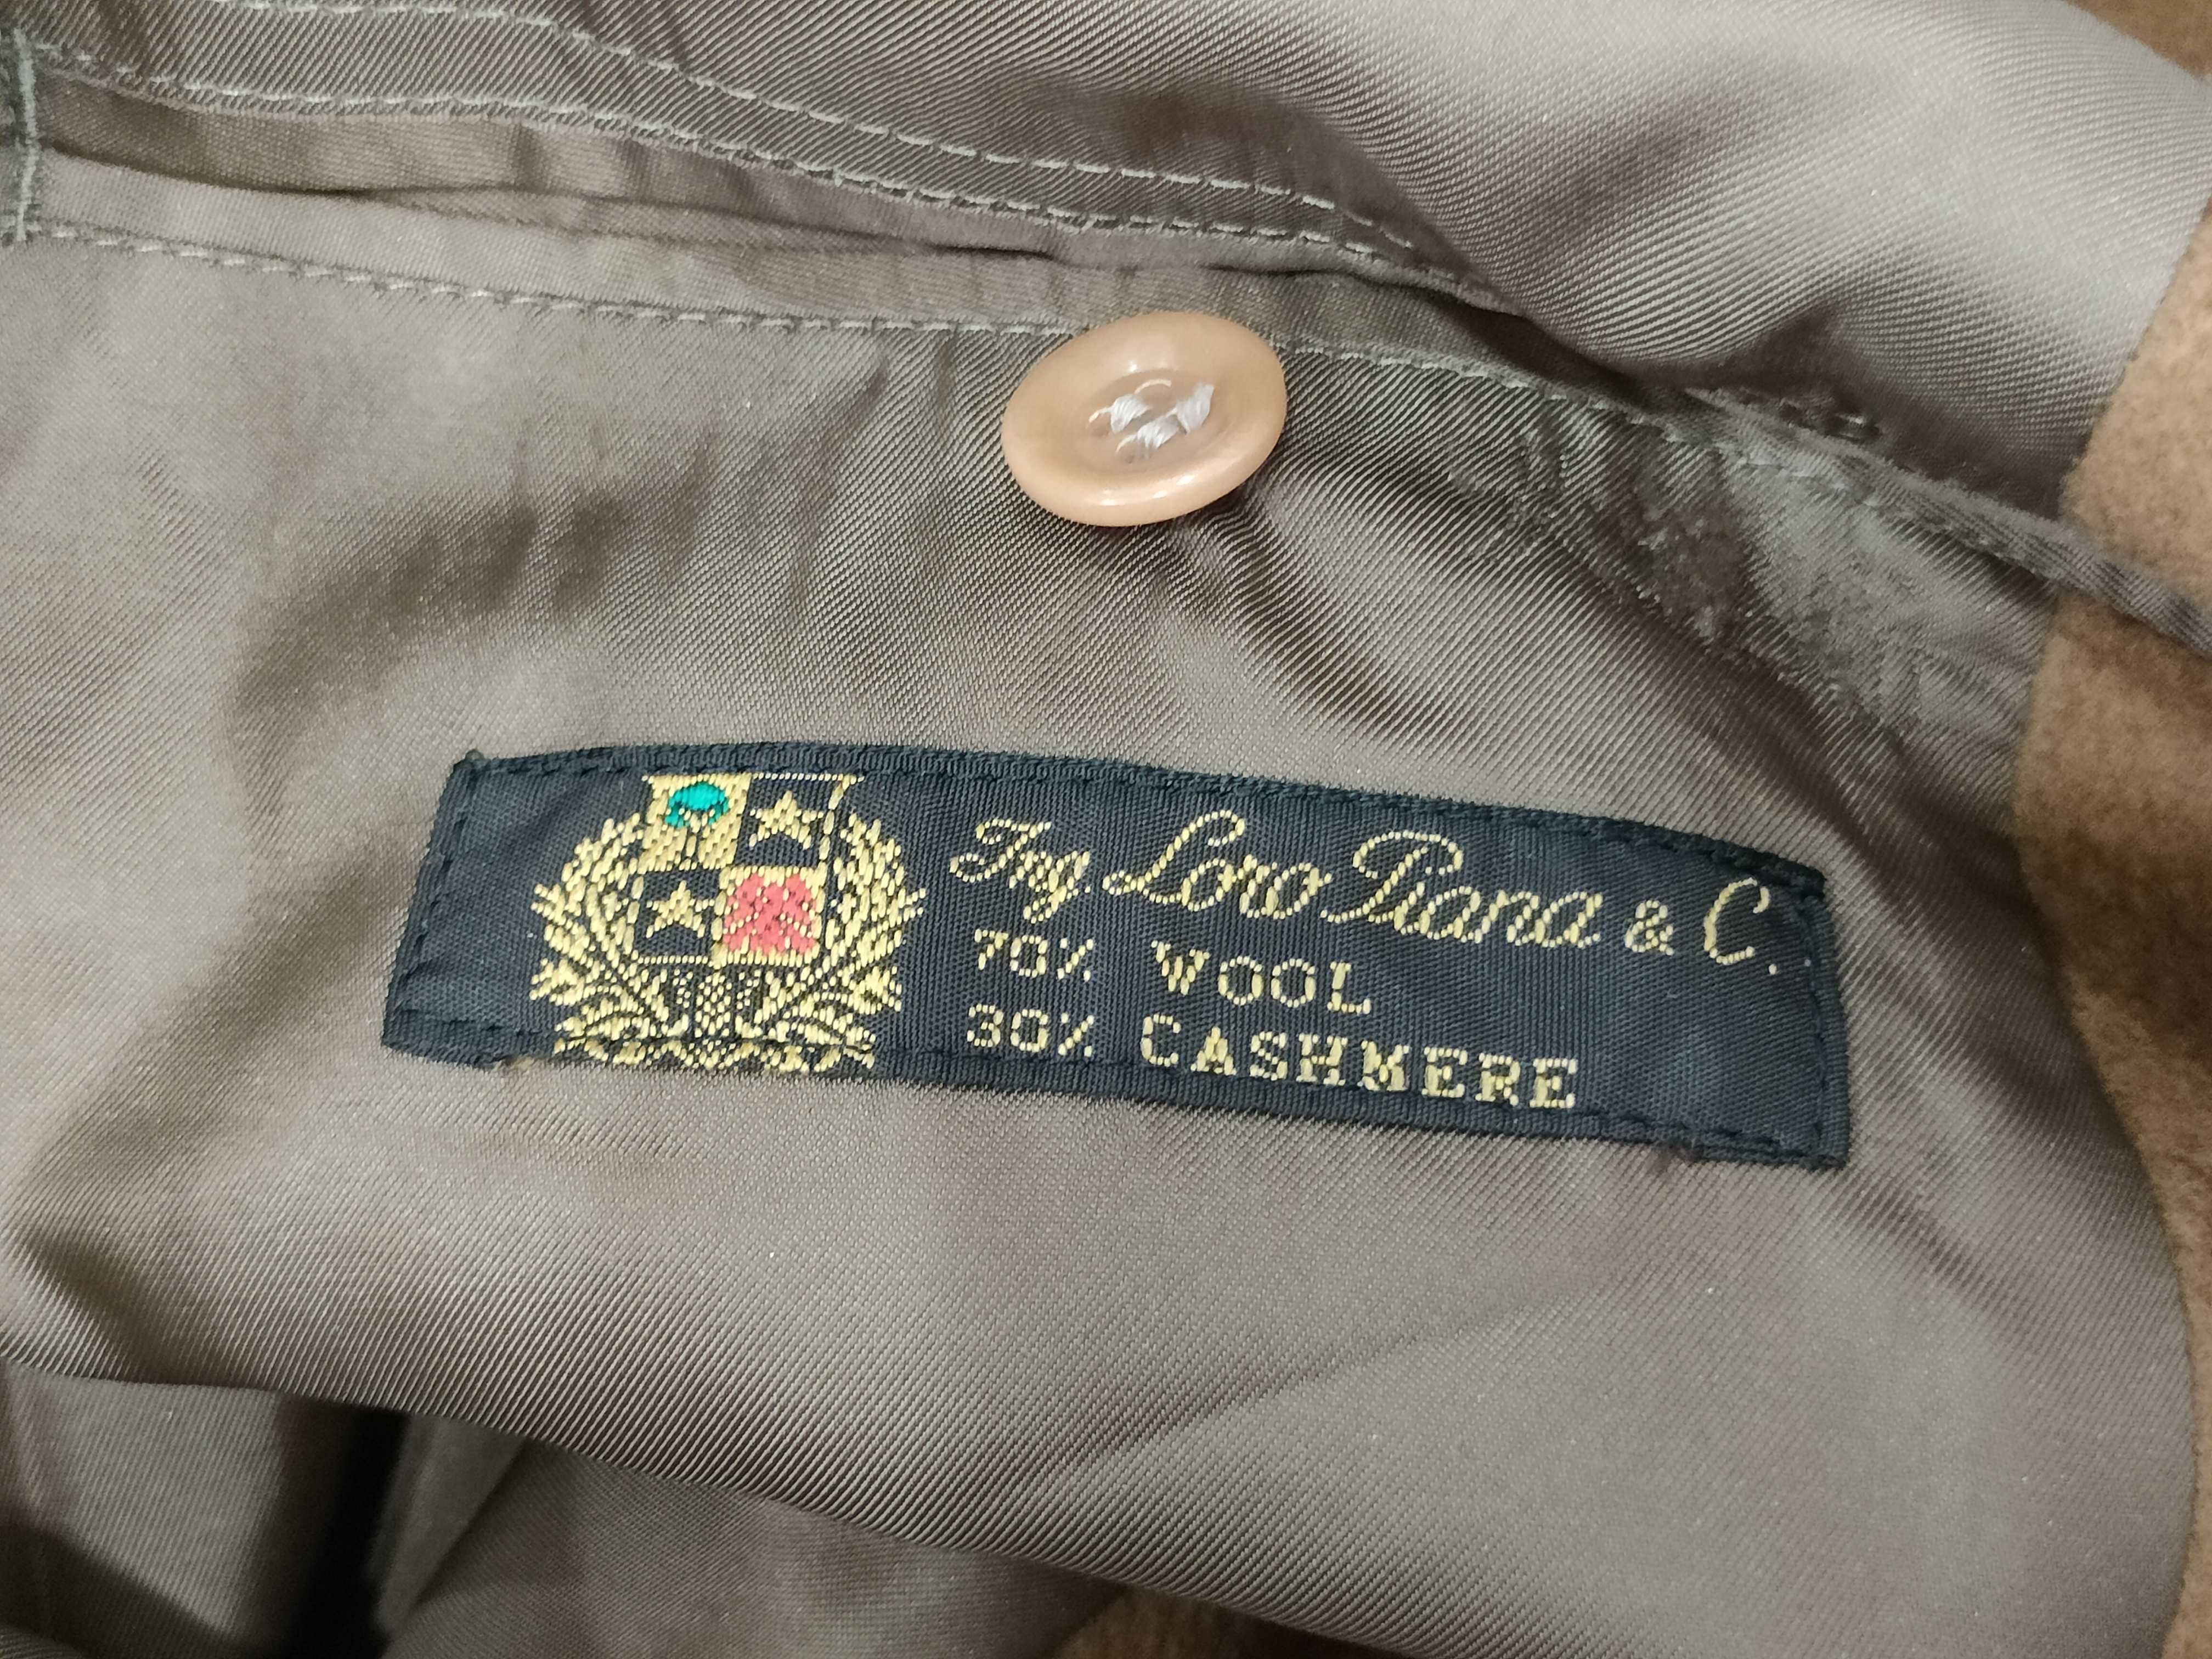 Ing. Loro Piana & C.
70% WOOL
30% CASHMERE